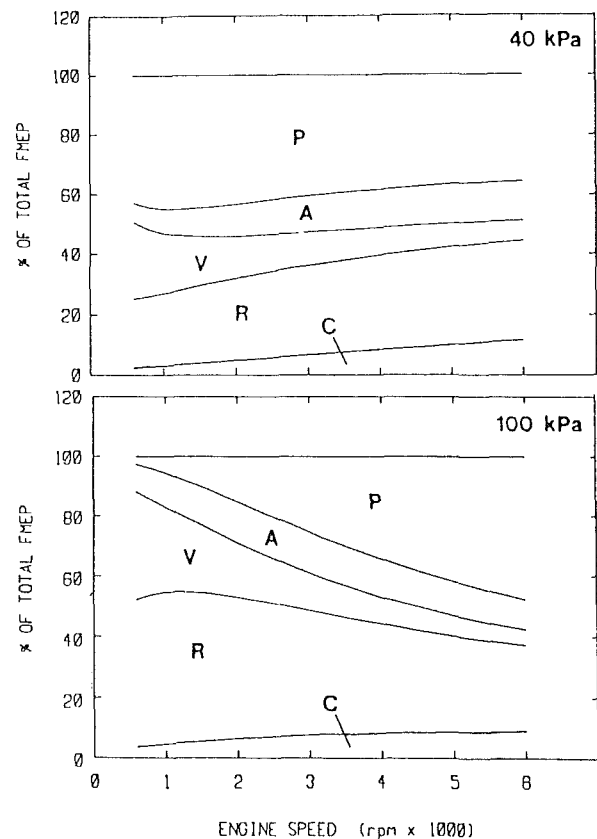 120
40 kPa
100
P
80
% OF TOTAL FMEP
60
A
40
V
R
20
C
0
120
100 kPa
100
P
80
A
V
% OF TOTAL FMEP
60
40
R
20
C
0
0 1 2 3 4 5 6
ENGINE SPEED (rpm x 1000)